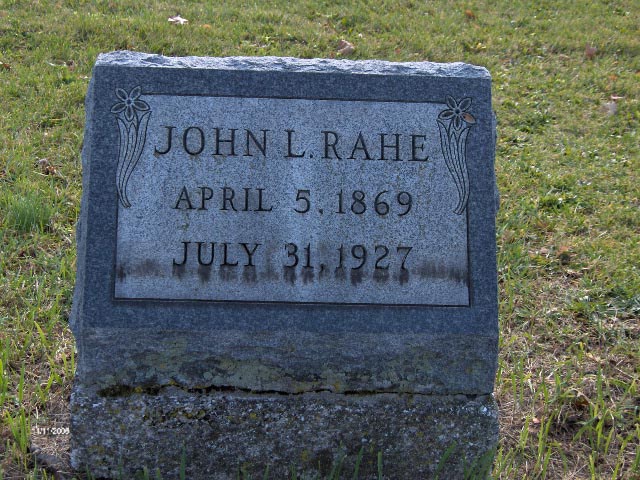 JOHN L. RAHE
APRIL 5, 1869
JULY 31, 1927